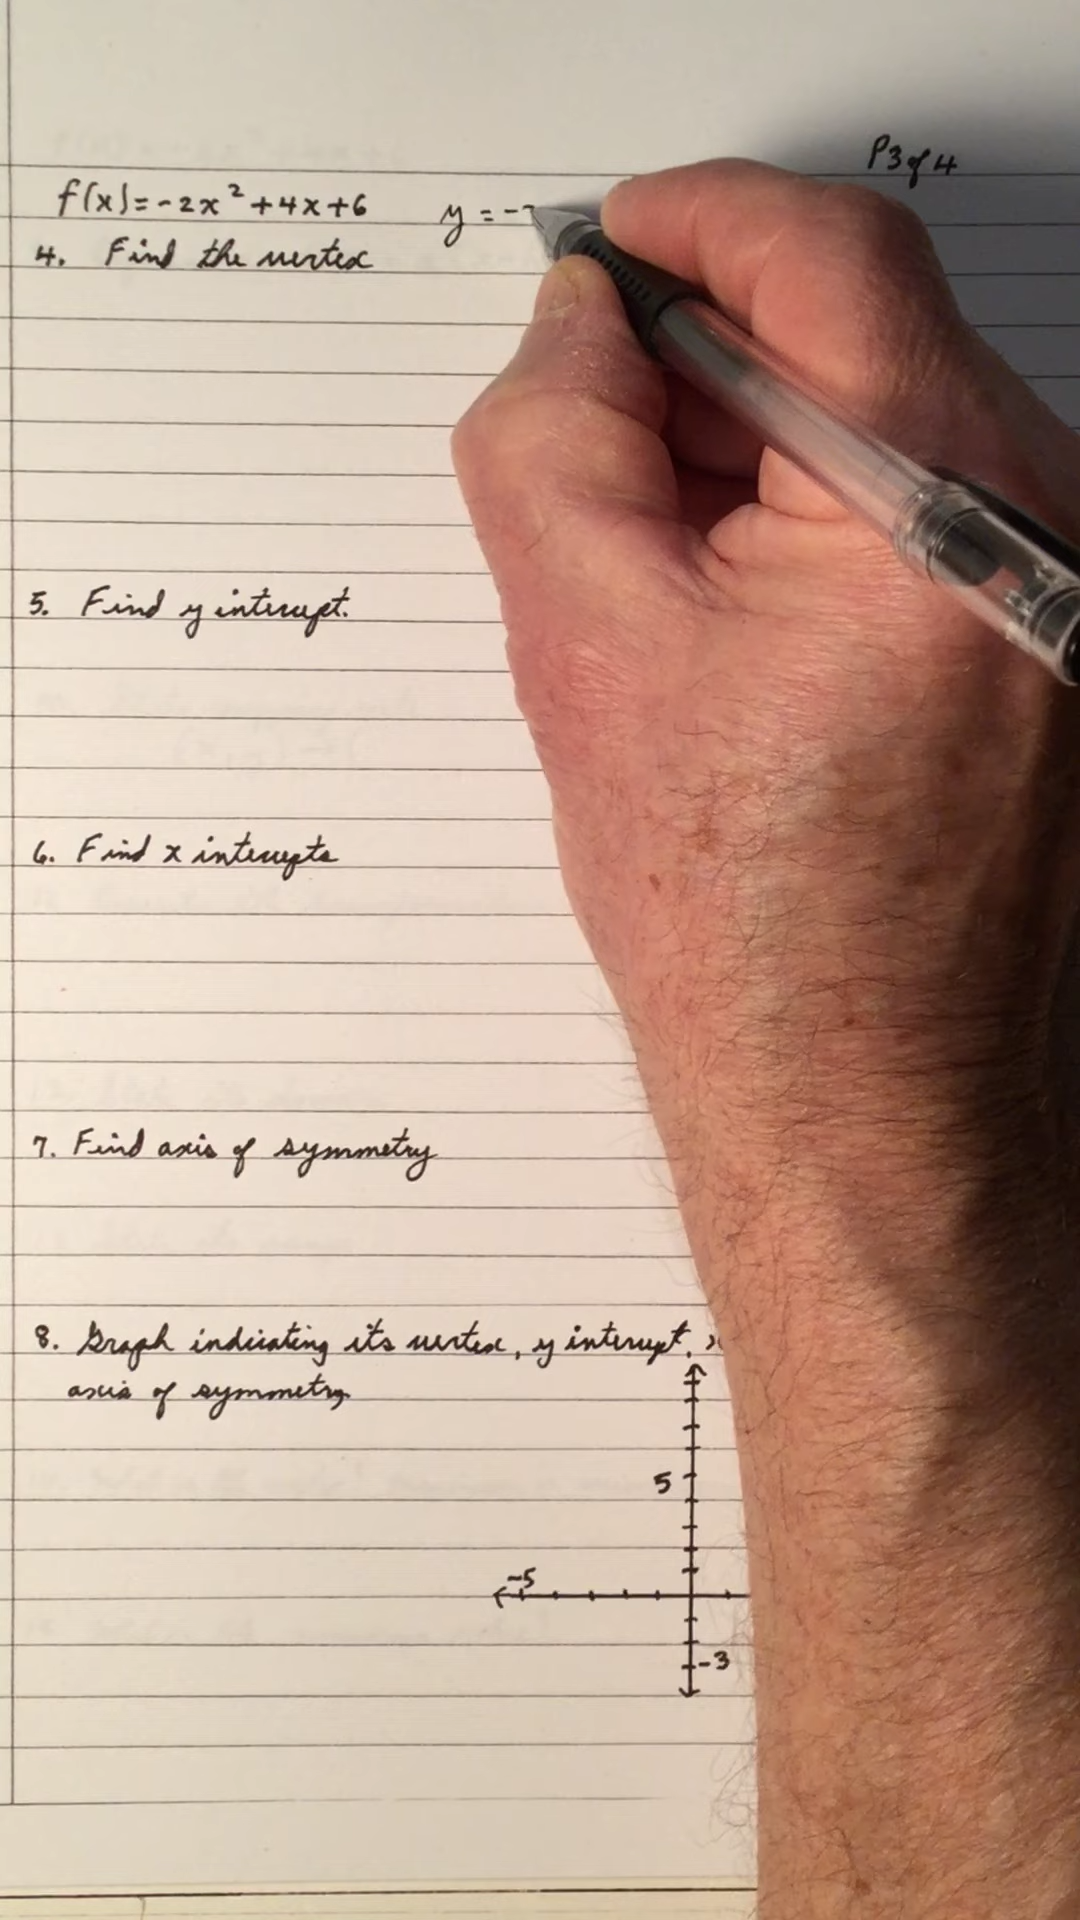 P3 of 4
f(x)=-2x²+4x+6 y = -
4. Find the vertex
5. Find y intercept.
6. Find x intercepts
7. Find axis of symmetry
8. Graph indicating its vertex, y intercept,
axis of symmetry
5
-5
-3